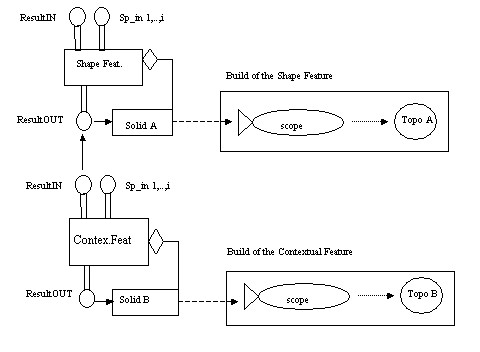 ResultIN
Sp_in 1,..,i
Shape Feat.
Build of the Shape Feature
ResultOUT
Solid A
scope
Topo A
ResultIN
Sp_in 1,..,i
Contex.Feat
Build of the Contextual Feature
ResultOUT
Solid B
scope
Topo B